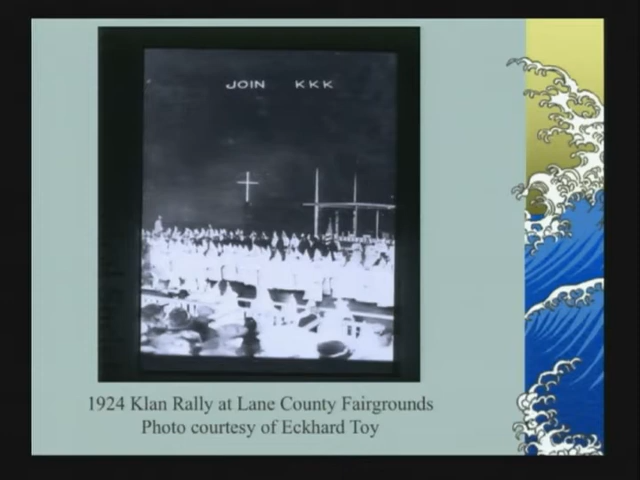 JOIN KKK
1924 Klan Rally at Lane County Fairgrounds
Photo courtesy of Eckhard Toy